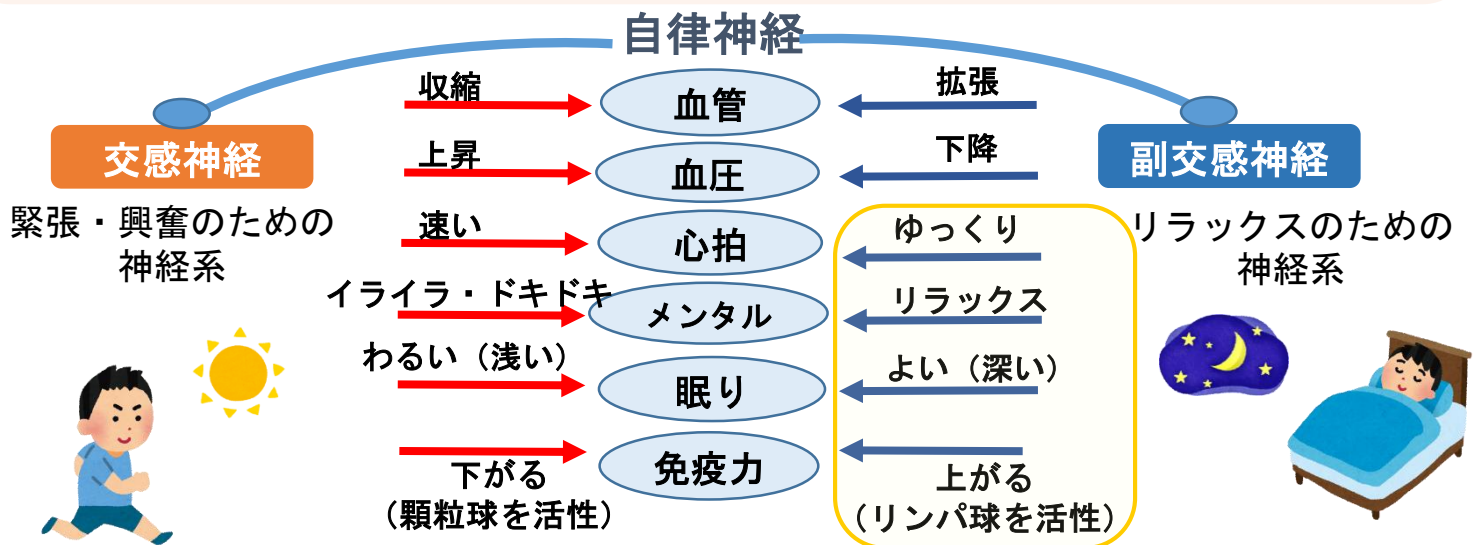 自律神経
交感神経
緊張・興奮のための
神経系
収縮
血管
拡張
上昇
血圧
下降
速い
心拍
ゆっくり
イライラ・ドキドキ
メンタル
リラックス
わるい（浅い）
眠り
よい（深い）
下がる
（顆粒球を活性）
免疫力
上がる
（リンパ球を活性）
副交感神経
リラックスのための
神経系